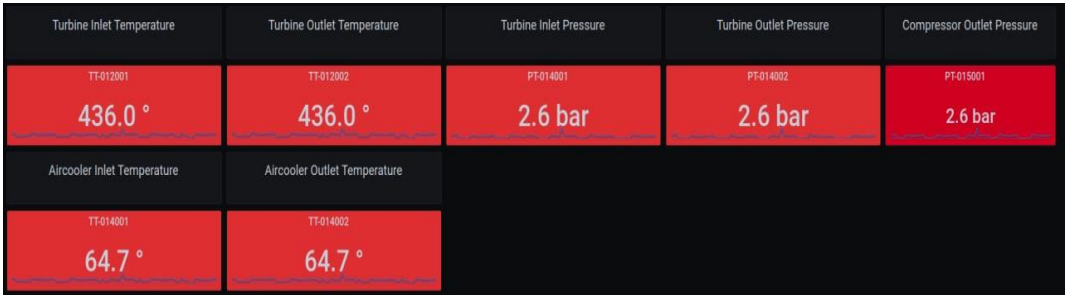 Turbine Inlet Temperature
Turbine Outlet Temperature
Turbine Inlet Pressure
Turbine Outlet Pressure
Compressor Outlet Pressure
TT-012001
TT-012002
PT-014001
PT-014002
PT-015001
436.0 °
436.0 °
2.6 bar
2.6 bar
2.6 bar
Aircooler Inlet Temperature
Aircooler Outlet Temperature
TT-014001
TT-014002
64.7 °
64.7 °